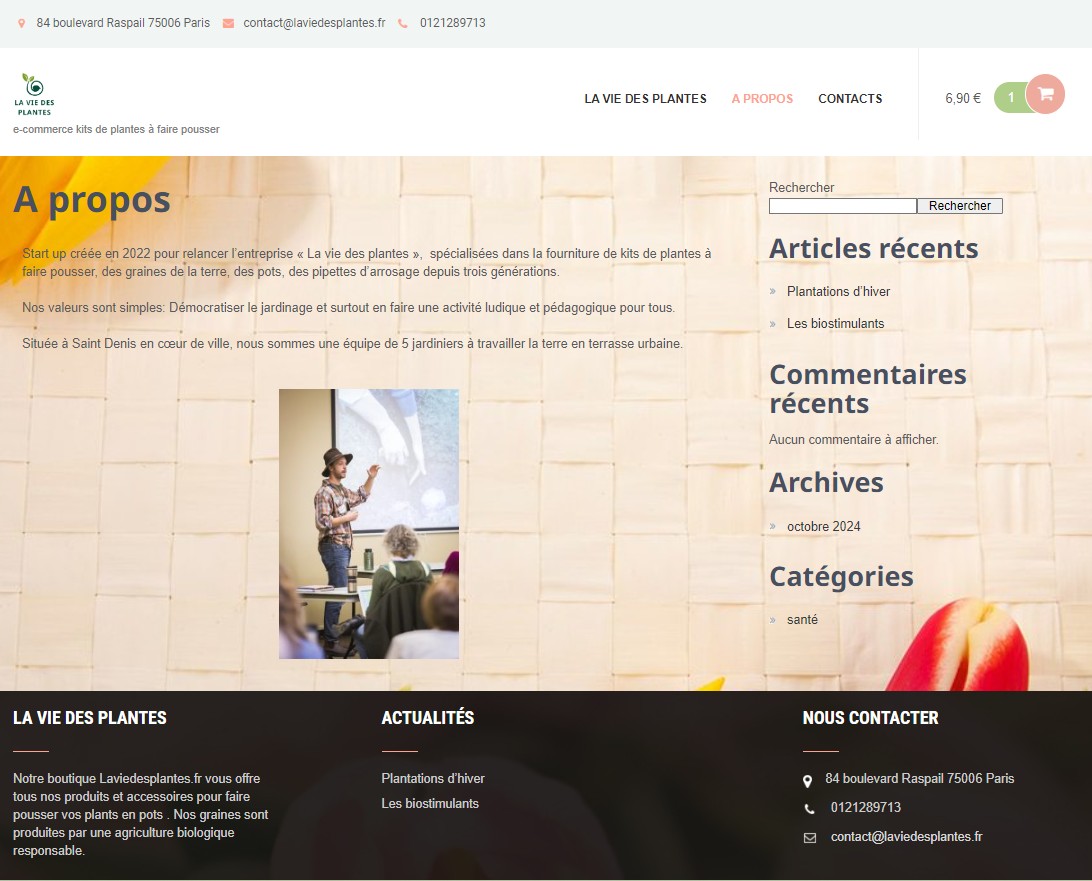 84 boulevard Raspail 75006 Paris contact@laviedesplantes.fr 0121289713
LA VIE DES
PLANTES
e-commerce kits de plantes à faire pousser
LA VIE DES PLANTES A PROPOS CONTACTS
6,90 € 1
A propos
Start up créée en 2022 pour relancer l’entreprise « La vie des plantes », spécialisées dans la fourniture de kits de plantes à
faire pousser, des graines de la terre, des pots, des pipettes d’arrosage depuis trois générations.
Nos valeurs sont simples: Démocratiser le jardinage et surtout en faire une activité ludique et pédagogique pour tous.
Située à Saint Denis en cœur de ville, nous sommes une équipe de 5 jardiniers à travailler la terre en terrasse urbaine.
Rechercher
Rechercher
Articles récents
» Plantations d’hiver
» Les biostimulants
Commentaires
récents
Aucun commentaire à afficher.
Archives
» octobre 2024
Catégories
» santé
LA VIE DES PLANTES
Notre boutique Laviedesplantes.fr vous offre
tous nos produits et accessoires pour faire
pousser vos plants en pots . Nos graines sont
produites par une agriculture biologique
responsable.
ACTUALITÉS
Plantations d’hiver
Les biostimulants
NOUS CONTACTER
84 boulevard Raspail 75006 Paris
0121289713
contact@laviedesplantes.fr